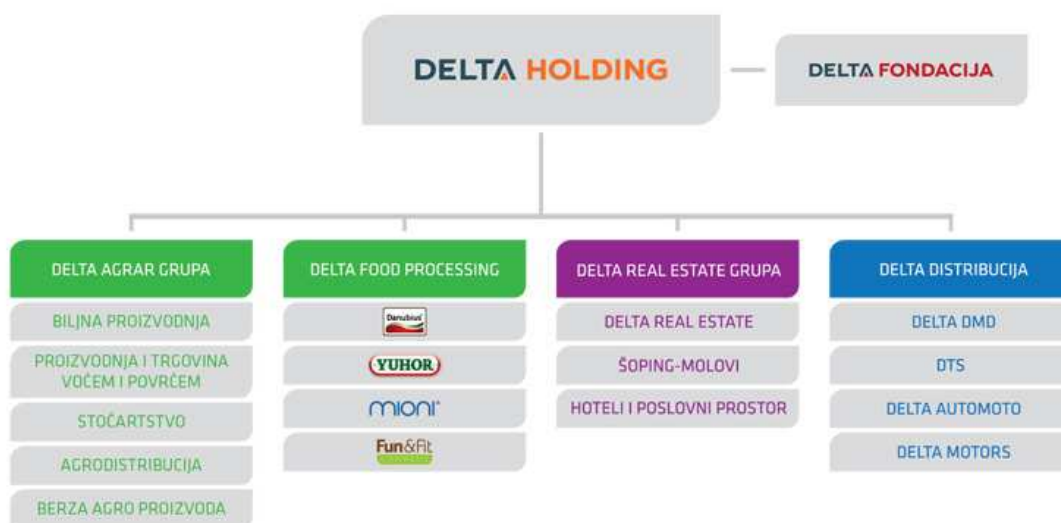 DELTA HOLDING
DELTA FONDACIJA
DELTA AGRAR GRUPA
BILJNA PROIZVODNJA
PROIZVODNJA I TRGOVINA
VOĆEM I POVRĆEM
STOČARTSTVO
AGRODISTRIBUCIJA
BERZA AGRO PROIZVODA
DELTA FOOD PROCESSING
Danubius
YUHOR
mioni
Fun&Fit
DELTA REAL ESTATE GRUPA
DELTA REAL ESTATE
ŠOPING-MOLOVI
HOTELI I POSLOVNI PROSTOR
DELTA DISTRIBUCIJA
DELTA DMD
DTS
DELTA AUTOMOTO
DELTA MOTORS